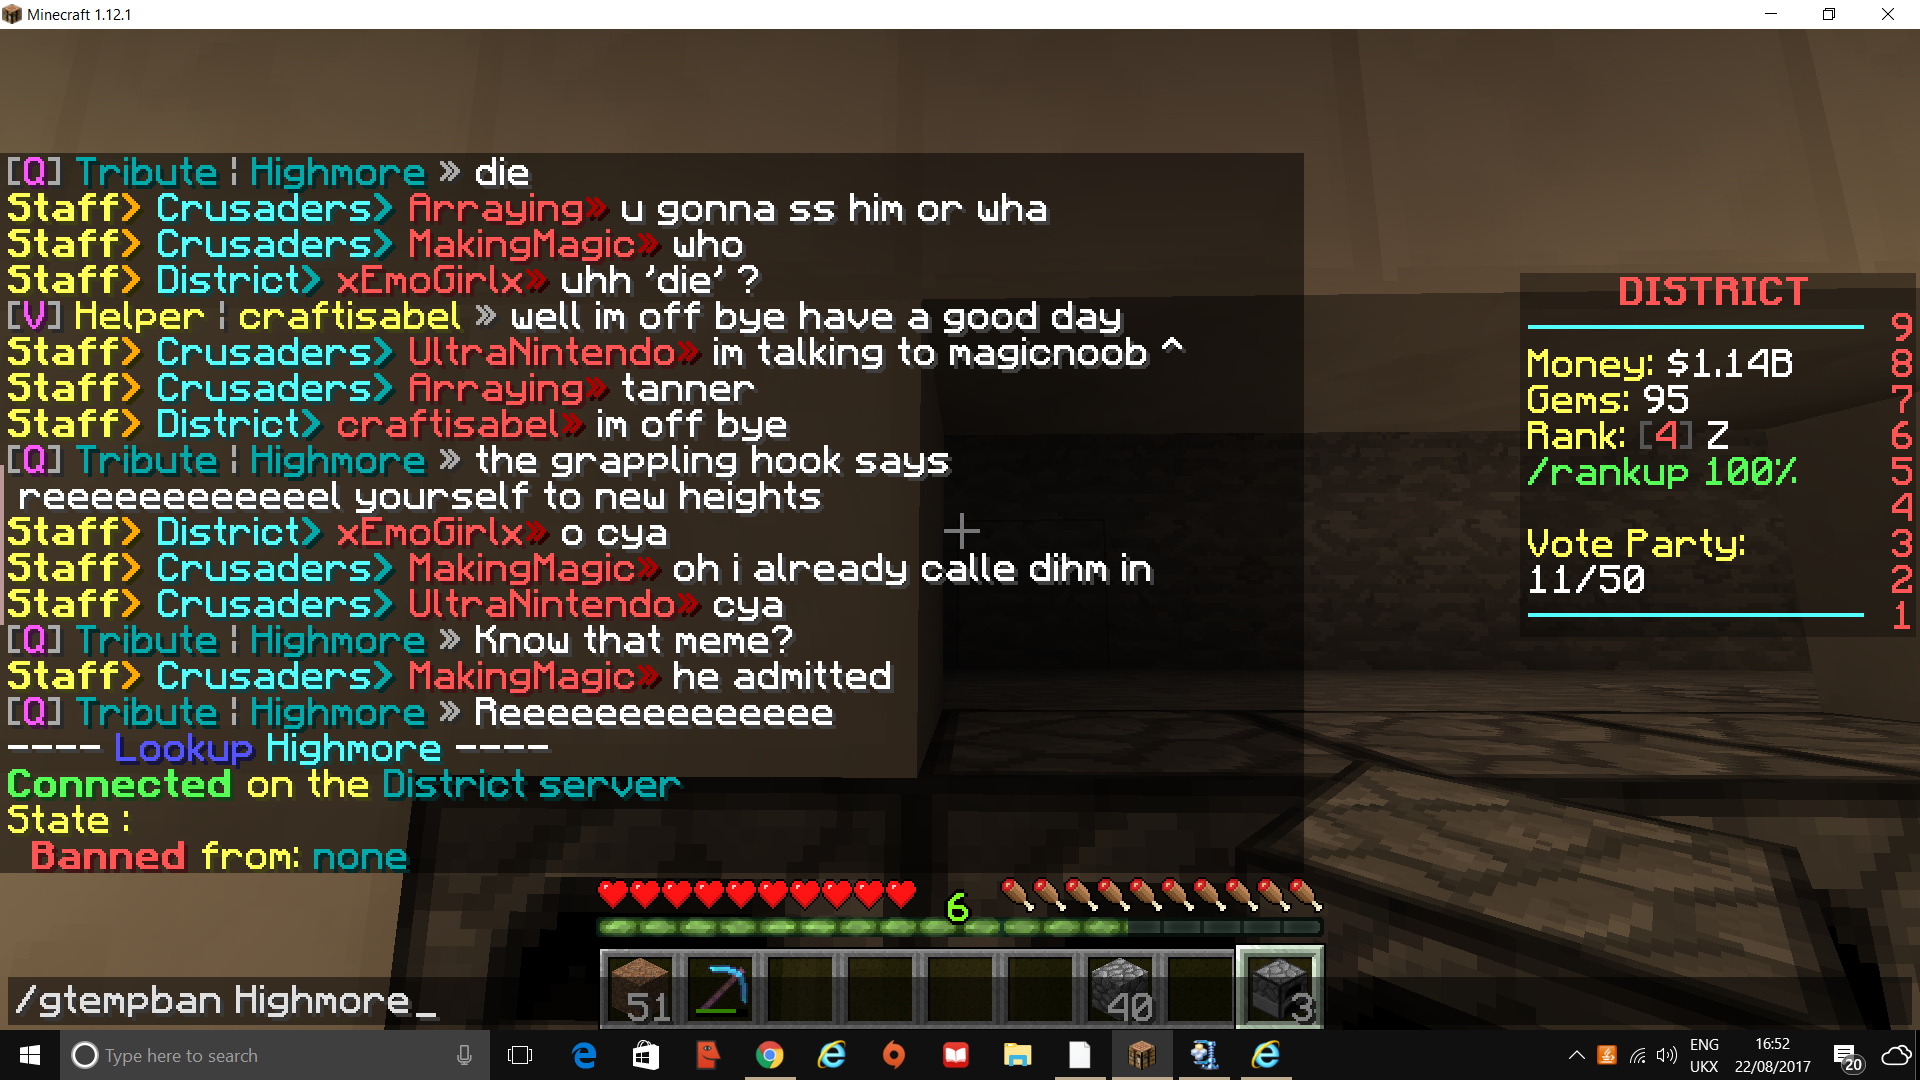 Minecraft 1.12.1
[Q] Tribute ¦ Highmore » die
Staff> Crusaders> Arraying» u gonna ss him or wha
Staff> Crusaders> MakingMagic» who
Staff> District> xEmoGirlx» uhh 'die' ?
[V] Helper ¦ craftisabel » well im off bye have a good day
Staff> Crusaders> UltraNintendo» im talking to magicnoob ^
Staff> Crusaders> Arraying» tanner
Staff> District> craftisabel» im off bye
[Q] Tribute ¦ Highmore » the grappling hook says
reeeeeeeeeeeel yourself to new heights
Staff> District> xEmoGirlx» o cya
Staff> Crusaders> MakingMagic» oh i already calle dihm in
Staff> Crusaders> UltraNintendo» cya
[Q] Tribute ¦ Highmore » Know that meme?
Staff> Crusaders> MakingMagic» he admitted
[Q] Tribute ¦ Highmore » Reeeeeeeeeeeeee
---- Lookup Highmore ----
Connected on the District server
State :
Banned from: none
DISTRICT
9
Money: $1.14B 8
Gems: 95 7
Rank: [4] Z 6
/rankup 100% 5
4
Vote Party: 3
11/50 2
1
6
51
40
3
/gtempban Highmore_
Type here to search
ENG
UKX
16:52
22/08/2017
20